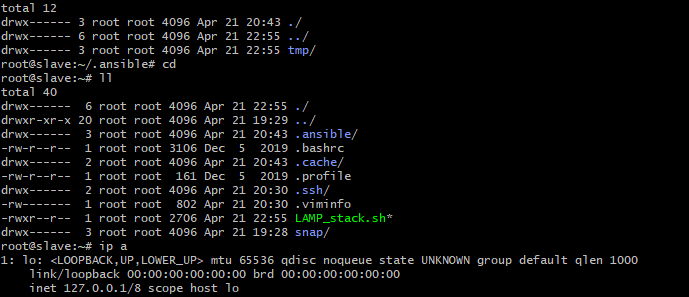 total 12
drwx------ 3 root root 4096 Apr 21 20:43 ./
drwx------ 6 root root 4096 Apr 21 22:55 ../
drwx------ 3 root root 4096 Apr 21 22:55 tmp/
root@slave:~/.ansible# cd
root@slave:~# ll
total 40
drwx------  6 root root 4096 Apr 21 22:55 ./
drwxr-xr-x 20 root root 4096 Apr 21 19:29 ../
drwx------  3 root root 4096 Apr 21 20:43 .ansible/
-rw-r--r--  1 root root 3106 Dec  5  2019 .bashrc
drwx------  2 root root 4096 Apr 21 20:43 .cache/
-rw-r--r--  1 root root  161 Dec  5  2019 .profile
drwx------  2 root root 4096 Apr 21 20:30 .ssh/
-rw-------  1 root root  802 Apr 21 20:30 .viminfo
-rwxr--r--  1 root root 2706 Apr 21 22:55 LAMP_stack.sh*
drwx------  3 root root 4096 Apr 21 19:28 snap/
root@slave:~# ip a
1: lo: <LOOPBACK,UP,LOWER_UP> mtu 65536 qdisc noqueue state UNKNOWN group default qlen 1000
    link/loopback 00:00:00:00:00:00 brd 00:00:00:00:00:00
    inet 127.0.0.1/8 scope host lo